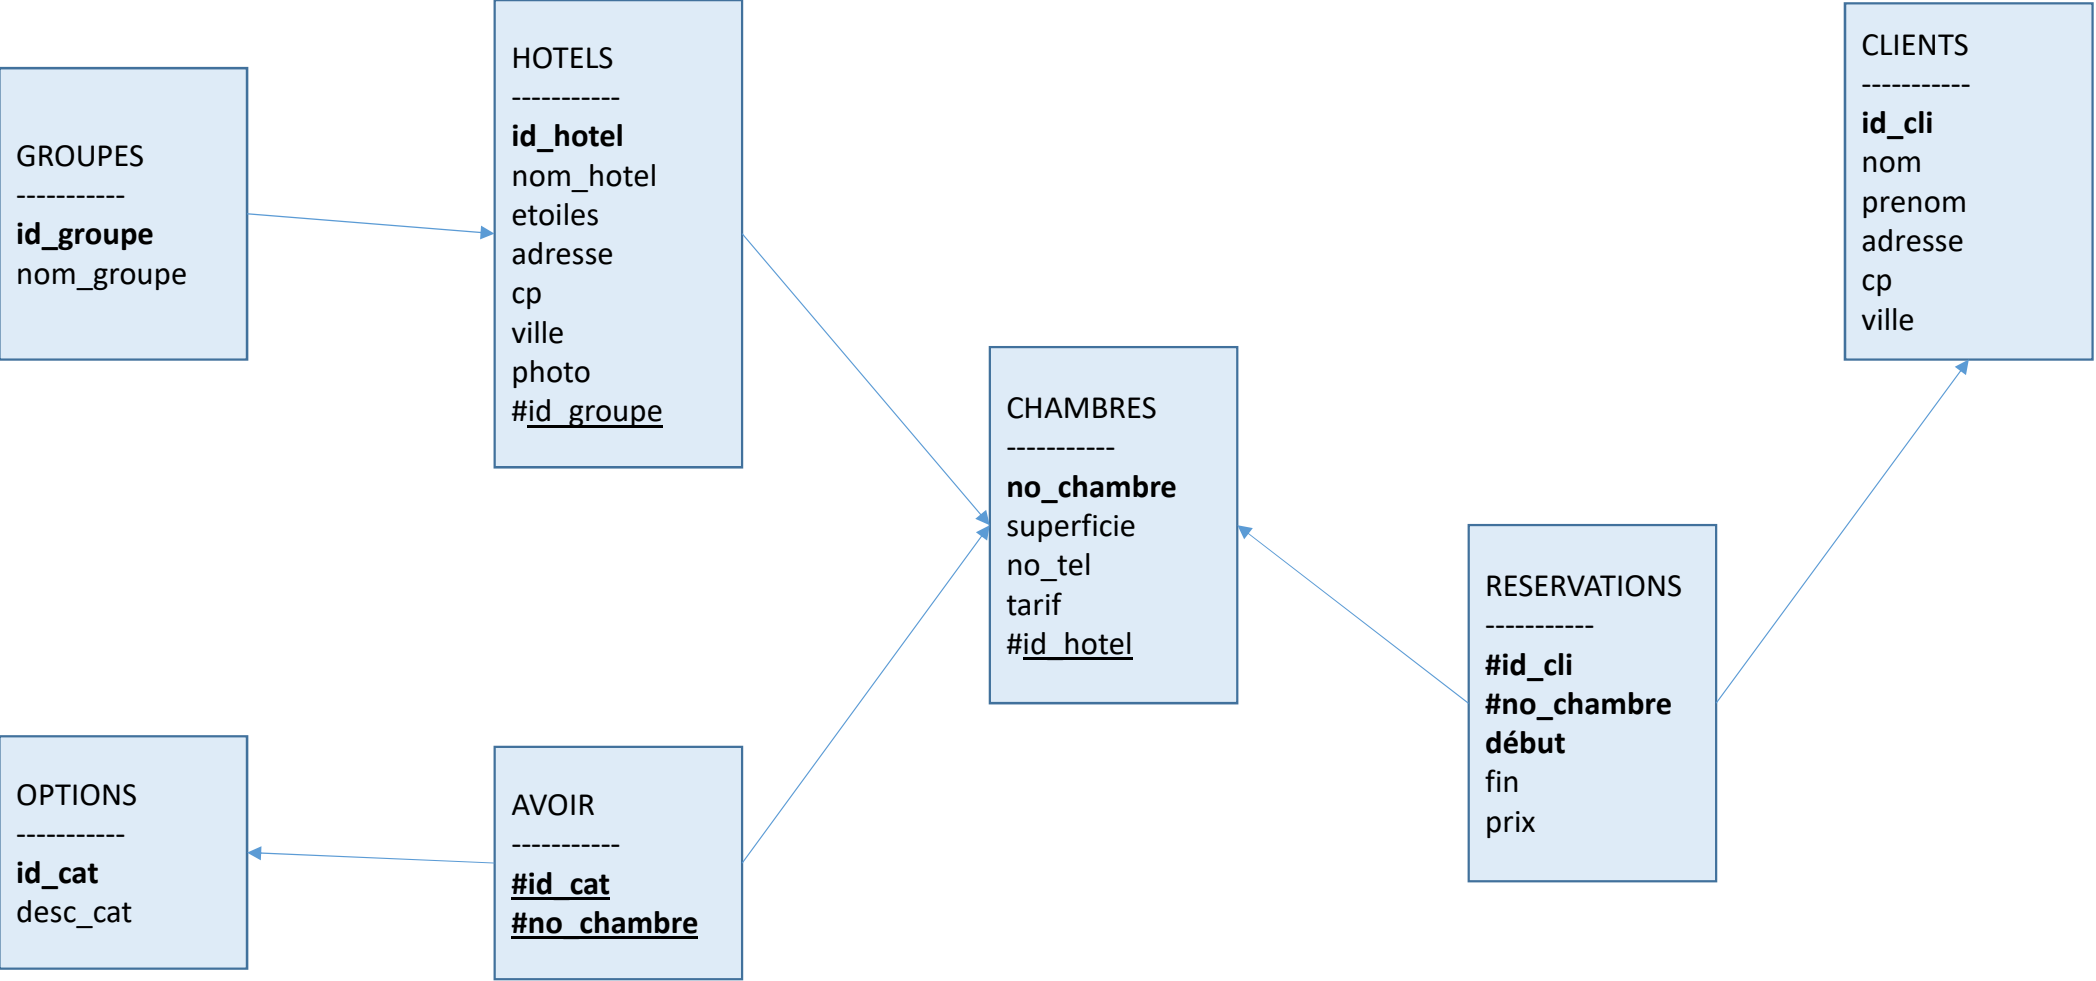 GROUPES
-----------
id_groupe
nom_groupe
HOTELS
-----------
id_hotel
nom_hotel
etoiles
adresse
cp
ville
photo
#id_groupe
CHAMBRES
-----------
no_chambre
superficie
no_tel
tarif
#id_hotel
CLIENTS
-----------
id_cli
nom
prenom
adresse
cp
ville
RESERVATIONS
-----------
#id_cli
#no_chambre
début
fin
prix
OPTIONS
-----------
id_cat
desc_cat
AVOIR
-----------
#id_cat
#no_chambre